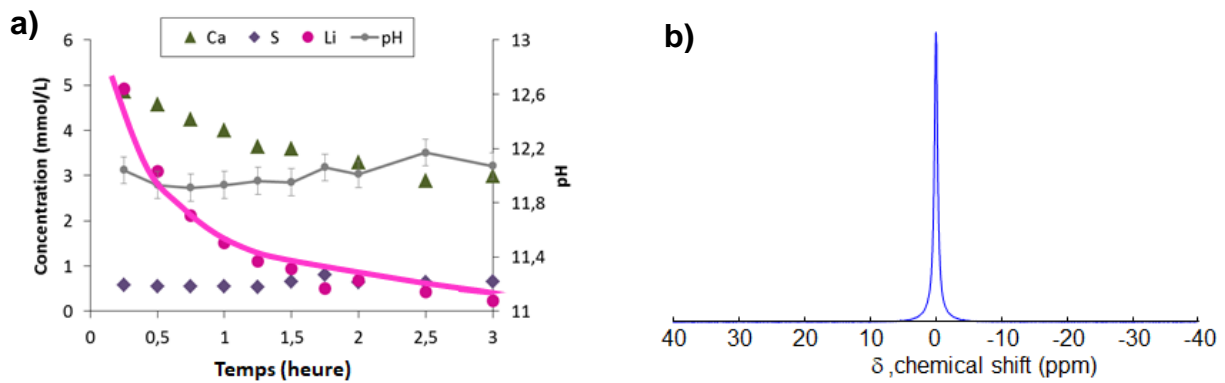 a)
Ca S Li pH
6
5
4
3
2
1
0
Concentration (mmol/L)
13
12,6
12,2
11,8
11,4
11
pH
0 0,5 1 1,5 2 2,5 3
Temps (heure)
b)
40 30 20 10 0 -10 -20 -30 -40
δ ,chemical shift (ppm)